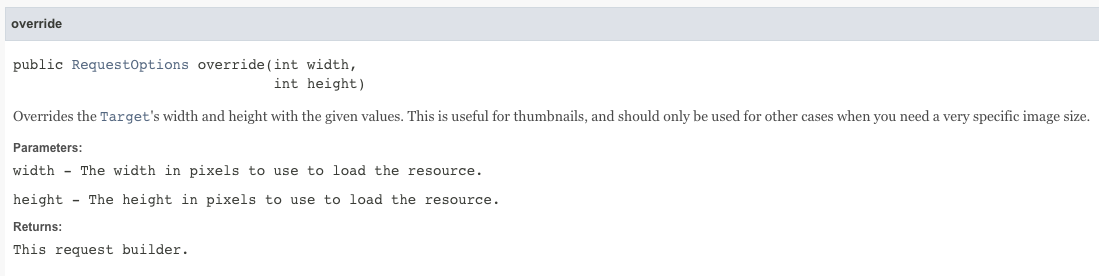 override
public RequestOptions override(int width,
int height)
Overrides the Target's width and height with the given values. This is useful for thumbnails, and should only be used for other cases when you need a very specific image size.
Parameters:
width - The width in pixels to use to load the resource.
height - The height in pixels to use to load the resource.
Returns:
This request builder.